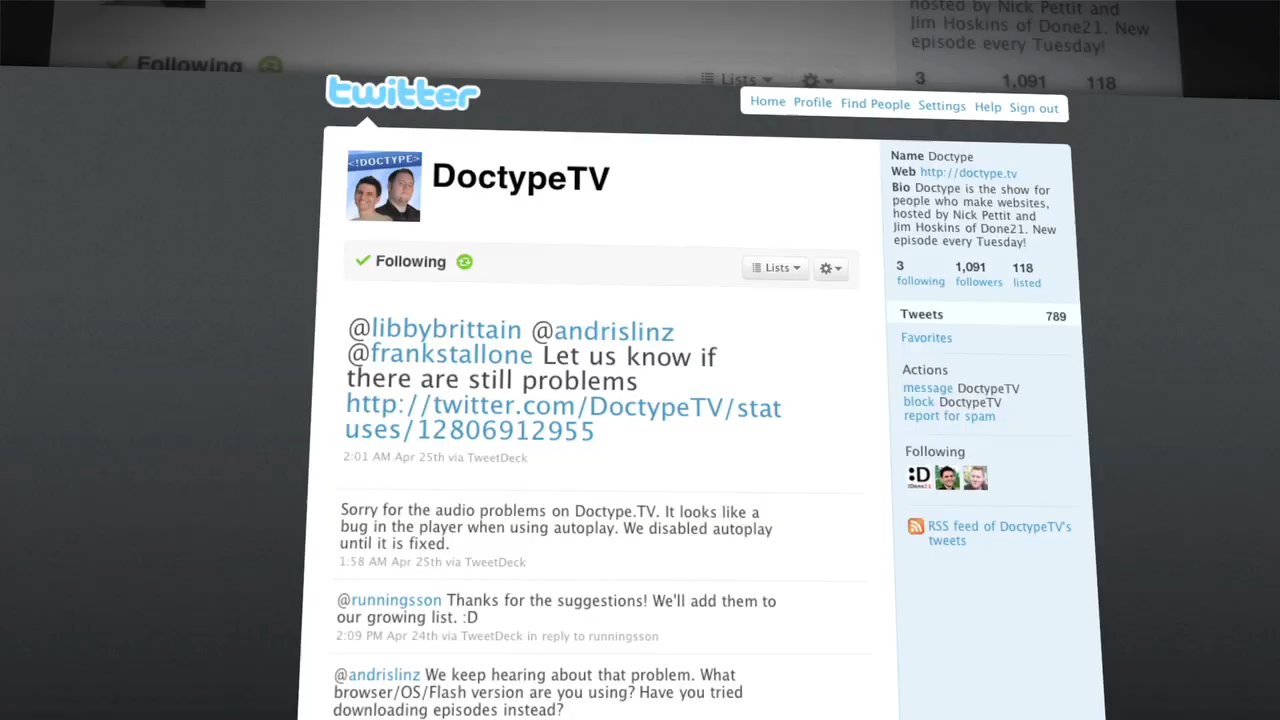 hosted by Nick Pettit and
Jim Hoskins of Done21. New
episode every Tuesday!
Following
Lists
3 1,091 118
twitter
Home Profile Find People Settings Help Sign out
<!DOCTYPE>
DoctypeTV
Following
Lists
@libbybrittain @andrislinz
@frankstallone Let us know if
there are still problems
http://twitter.com/DoctypeTV/stat
uses/12806912955
2:01 AM Apr 25th via TweetDeck
Sorry for the audio problems on Doctype.TV. It looks like a
bug in the player when using autoplay. We disabled autoplay
until it is fixed.
1:58 AM Apr 25th via TweetDeck
@runningsson Thanks for the suggestions! We'll add them to
our growing list. :D
2:09 PM Apr 24th via TweetDeck in reply to runningsson
@andrislinz We keep hearing about that problem. What
browser/OS/Flash version are you using? Have you tried
downloading episodes instead?
Name Doctype
Web http://doctype.tv
Bio Doctype is the show for
people who make websites,
hosted by Nick Pettit and
Jim Hoskins of Done21. New
episode every Tuesday!
3 1,091 118
following followers listed
Tweets 789
Favorites
Actions
message DoctypeTV
block DoctypeTV
report for spam
Following
:D
Done21
RSS feed of DoctypeTV's
tweets